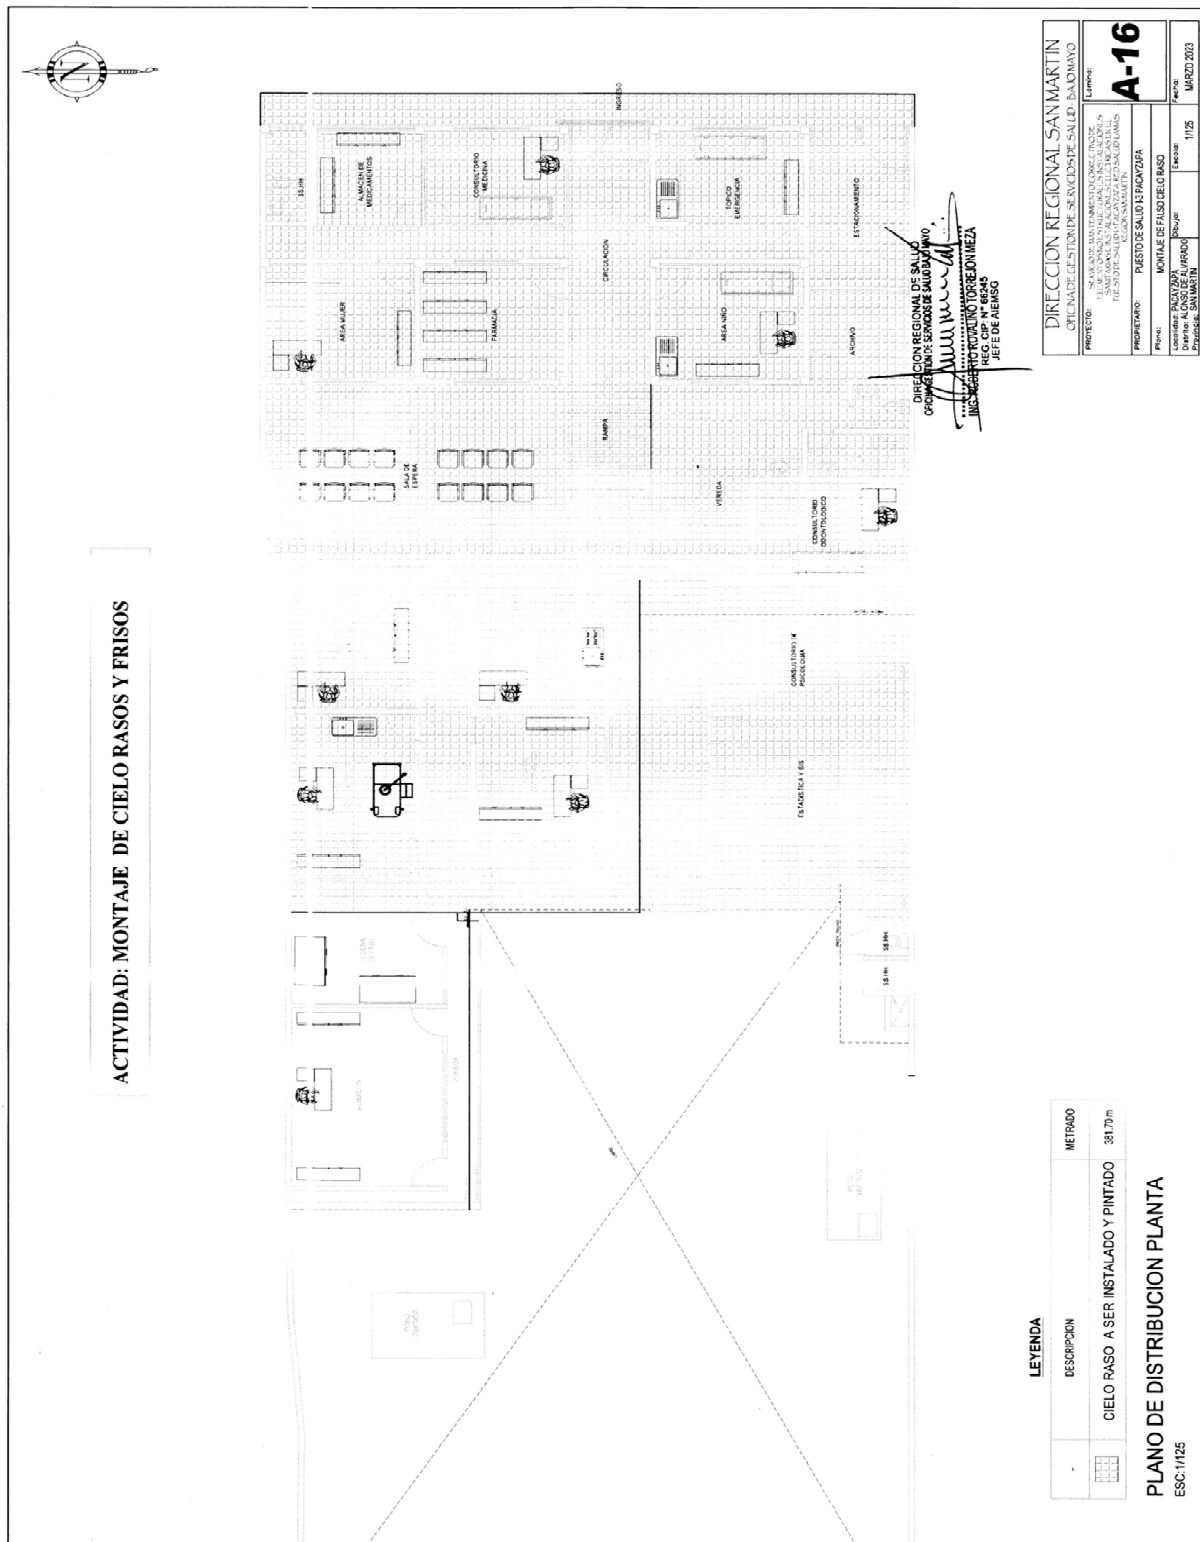 N
ACTIVIDAD: MONTAJE DE CIELO RASOS Y FRISOS
INGRESO
SS.HH
ALMACEN DE
MEDICAMENTOS
CONSULTORIO
MEDICINA
TOPICO
EMERGENCIA
ESTACIONAMIENTO
CIRCULACION
AREA MUJER
FARMACIA
AREA NIÑO
ARCHIVO
RAMPA
SALA DE
ESPERA
VEREDA
CONSULTORIO
ODONTOLOGICO
CONSULTORIO DE
PSICOLOGIA
ESTADISTICA Y SIS
VEREDA
SS.HH
SS.HH
POZO
SEPTICO
DIRECCION REGIONAL DE SALUD
OFICINA GESTION DE SERVICIOS DE SALUD BAJO MAYO
ING. ROBERTO ROVALINO TORREJON MEZA
REG. CIP. N° 66245
JEFE DE AIEMSG
DIRECCION REGIONAL SAN MARTIN
OFICINA DE GESTION DE SERVICIOS DE SALUD - BAJO MAYO
PROYECTO:
Lamina:
A-16
PROPIETARIO: PUESTO DE SALUD I-3 PACAYZAPA
Plano: MONTAJE DE FALSO CIELO RASO
Localidad: PACAYZAPA
Distrito: ALONSO DE ALVARADO
Provincia: SAN MARTIN
Dibujo:
Escala: 1/125
Fecha: MARZO 2023
LEYENDA
- DESCRIPCION METRADO
CIELO RASO A SER INSTALADO Y PINTADO 381.70 m
PLANO DE DISTRIBUCION PLANTA
ESC:1/125